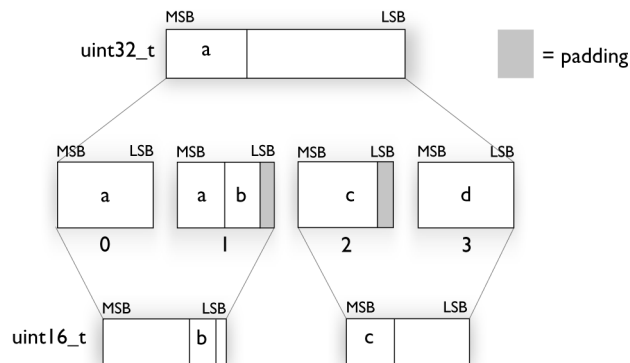 MSB LSB
uint32_t a = padding
MSB LSB MSB LSB MSB LSB MSB LSB
a a b c d
0 1 2 3
MSB LSB MSB LSB
uint16_t b c